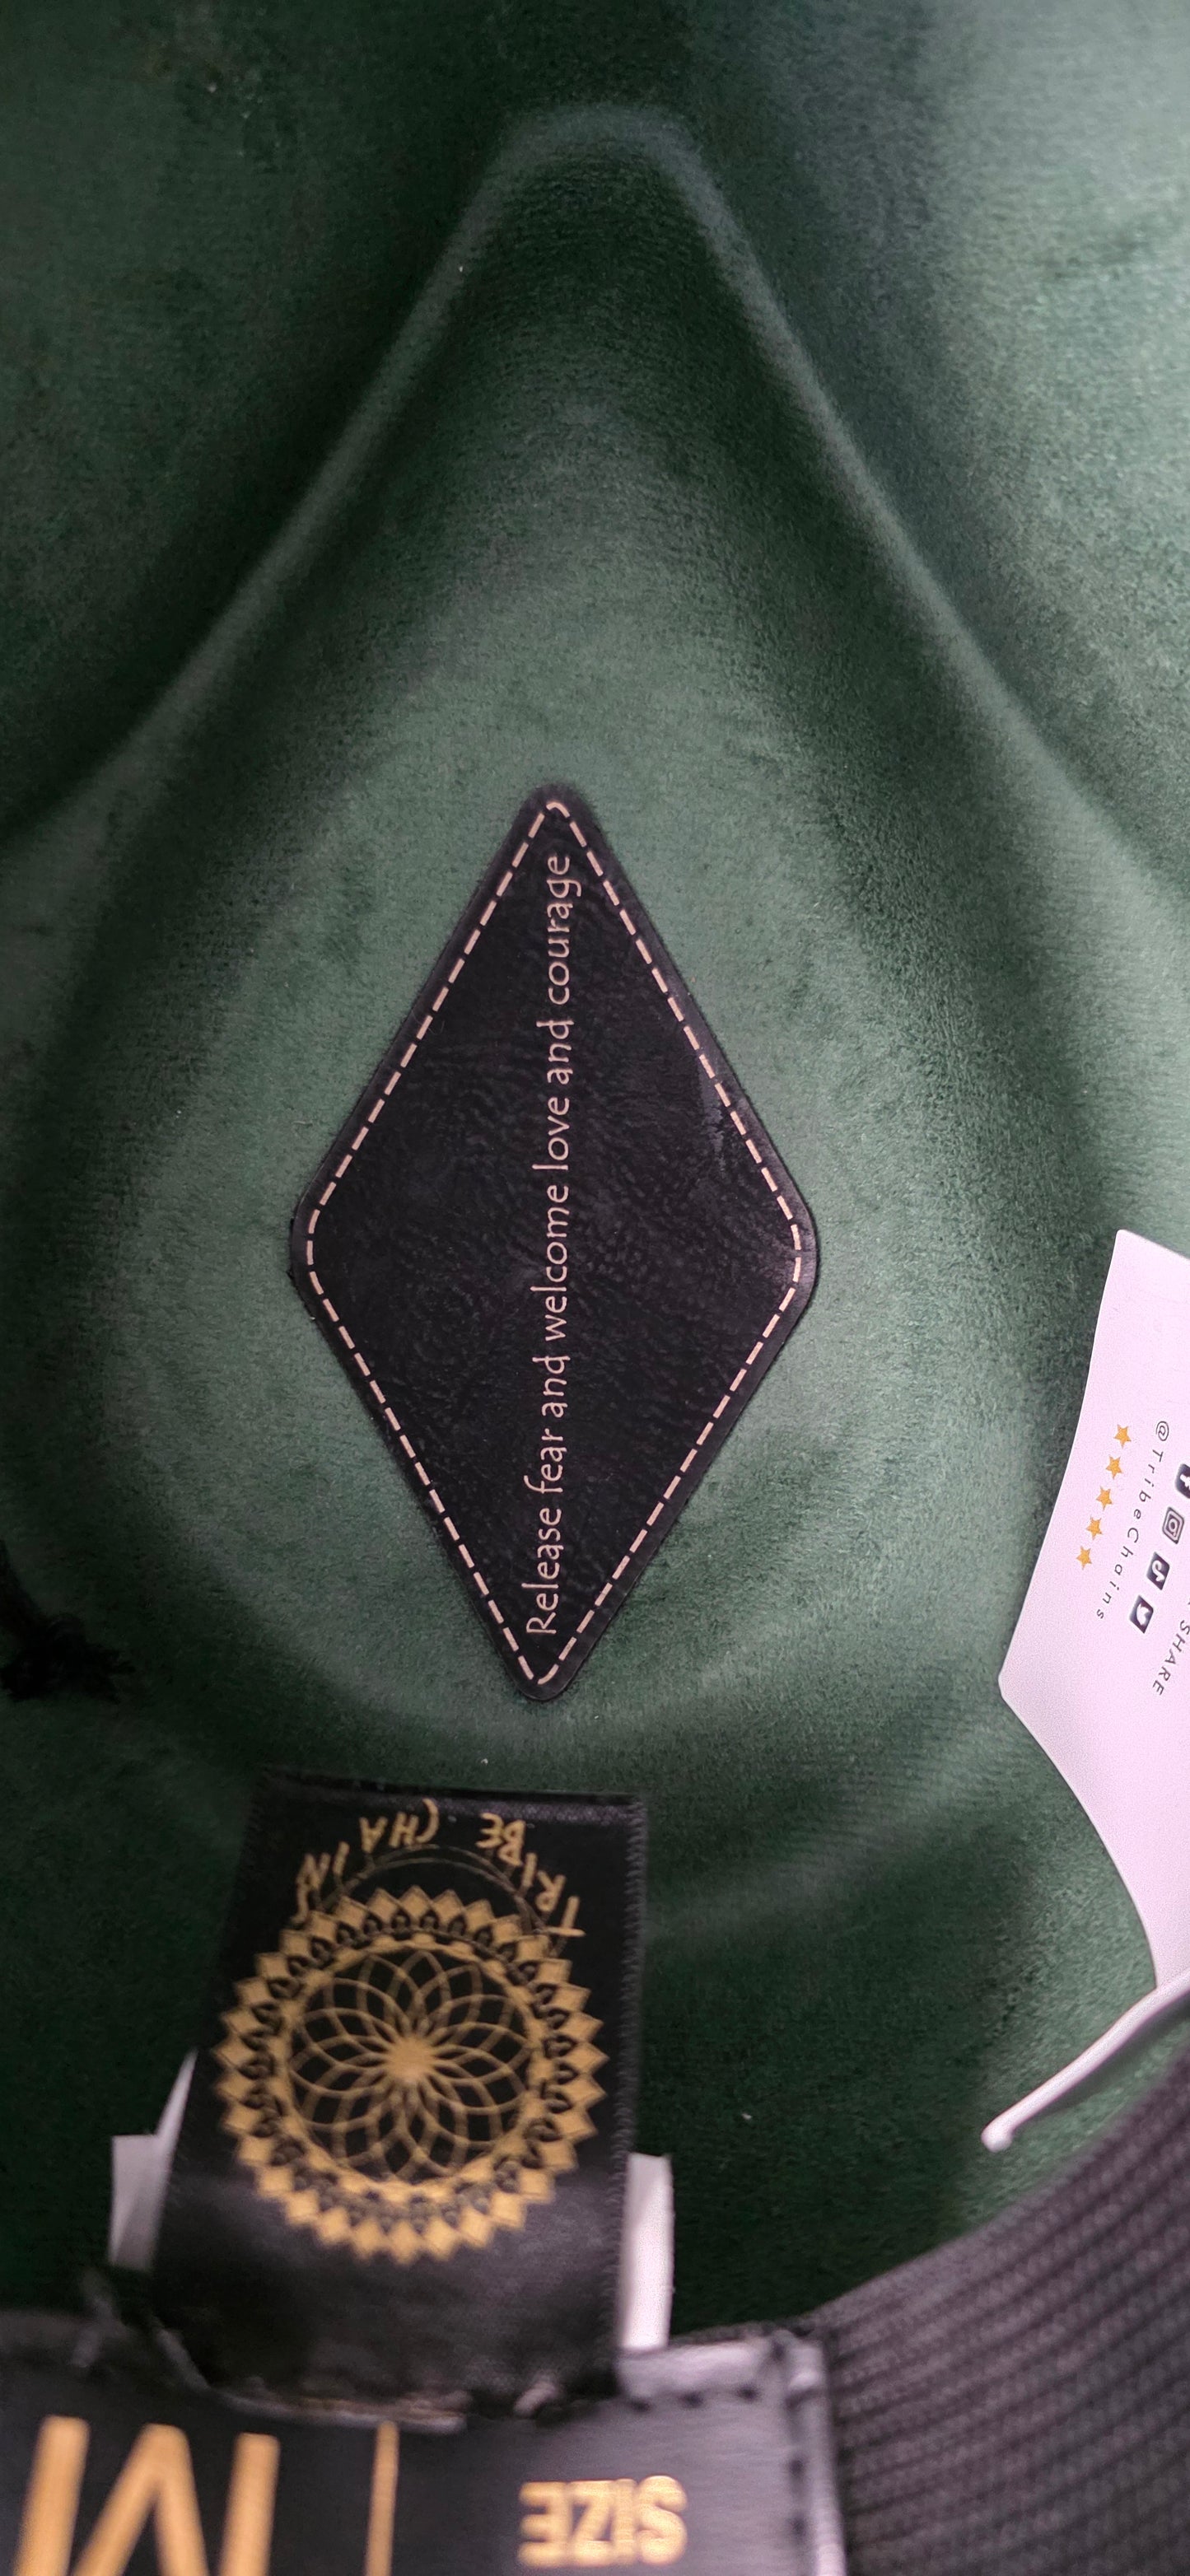 Release fear and welcome love and courage
@TribeChains
SHARE
TRIBE CHAINS
SIZE
M